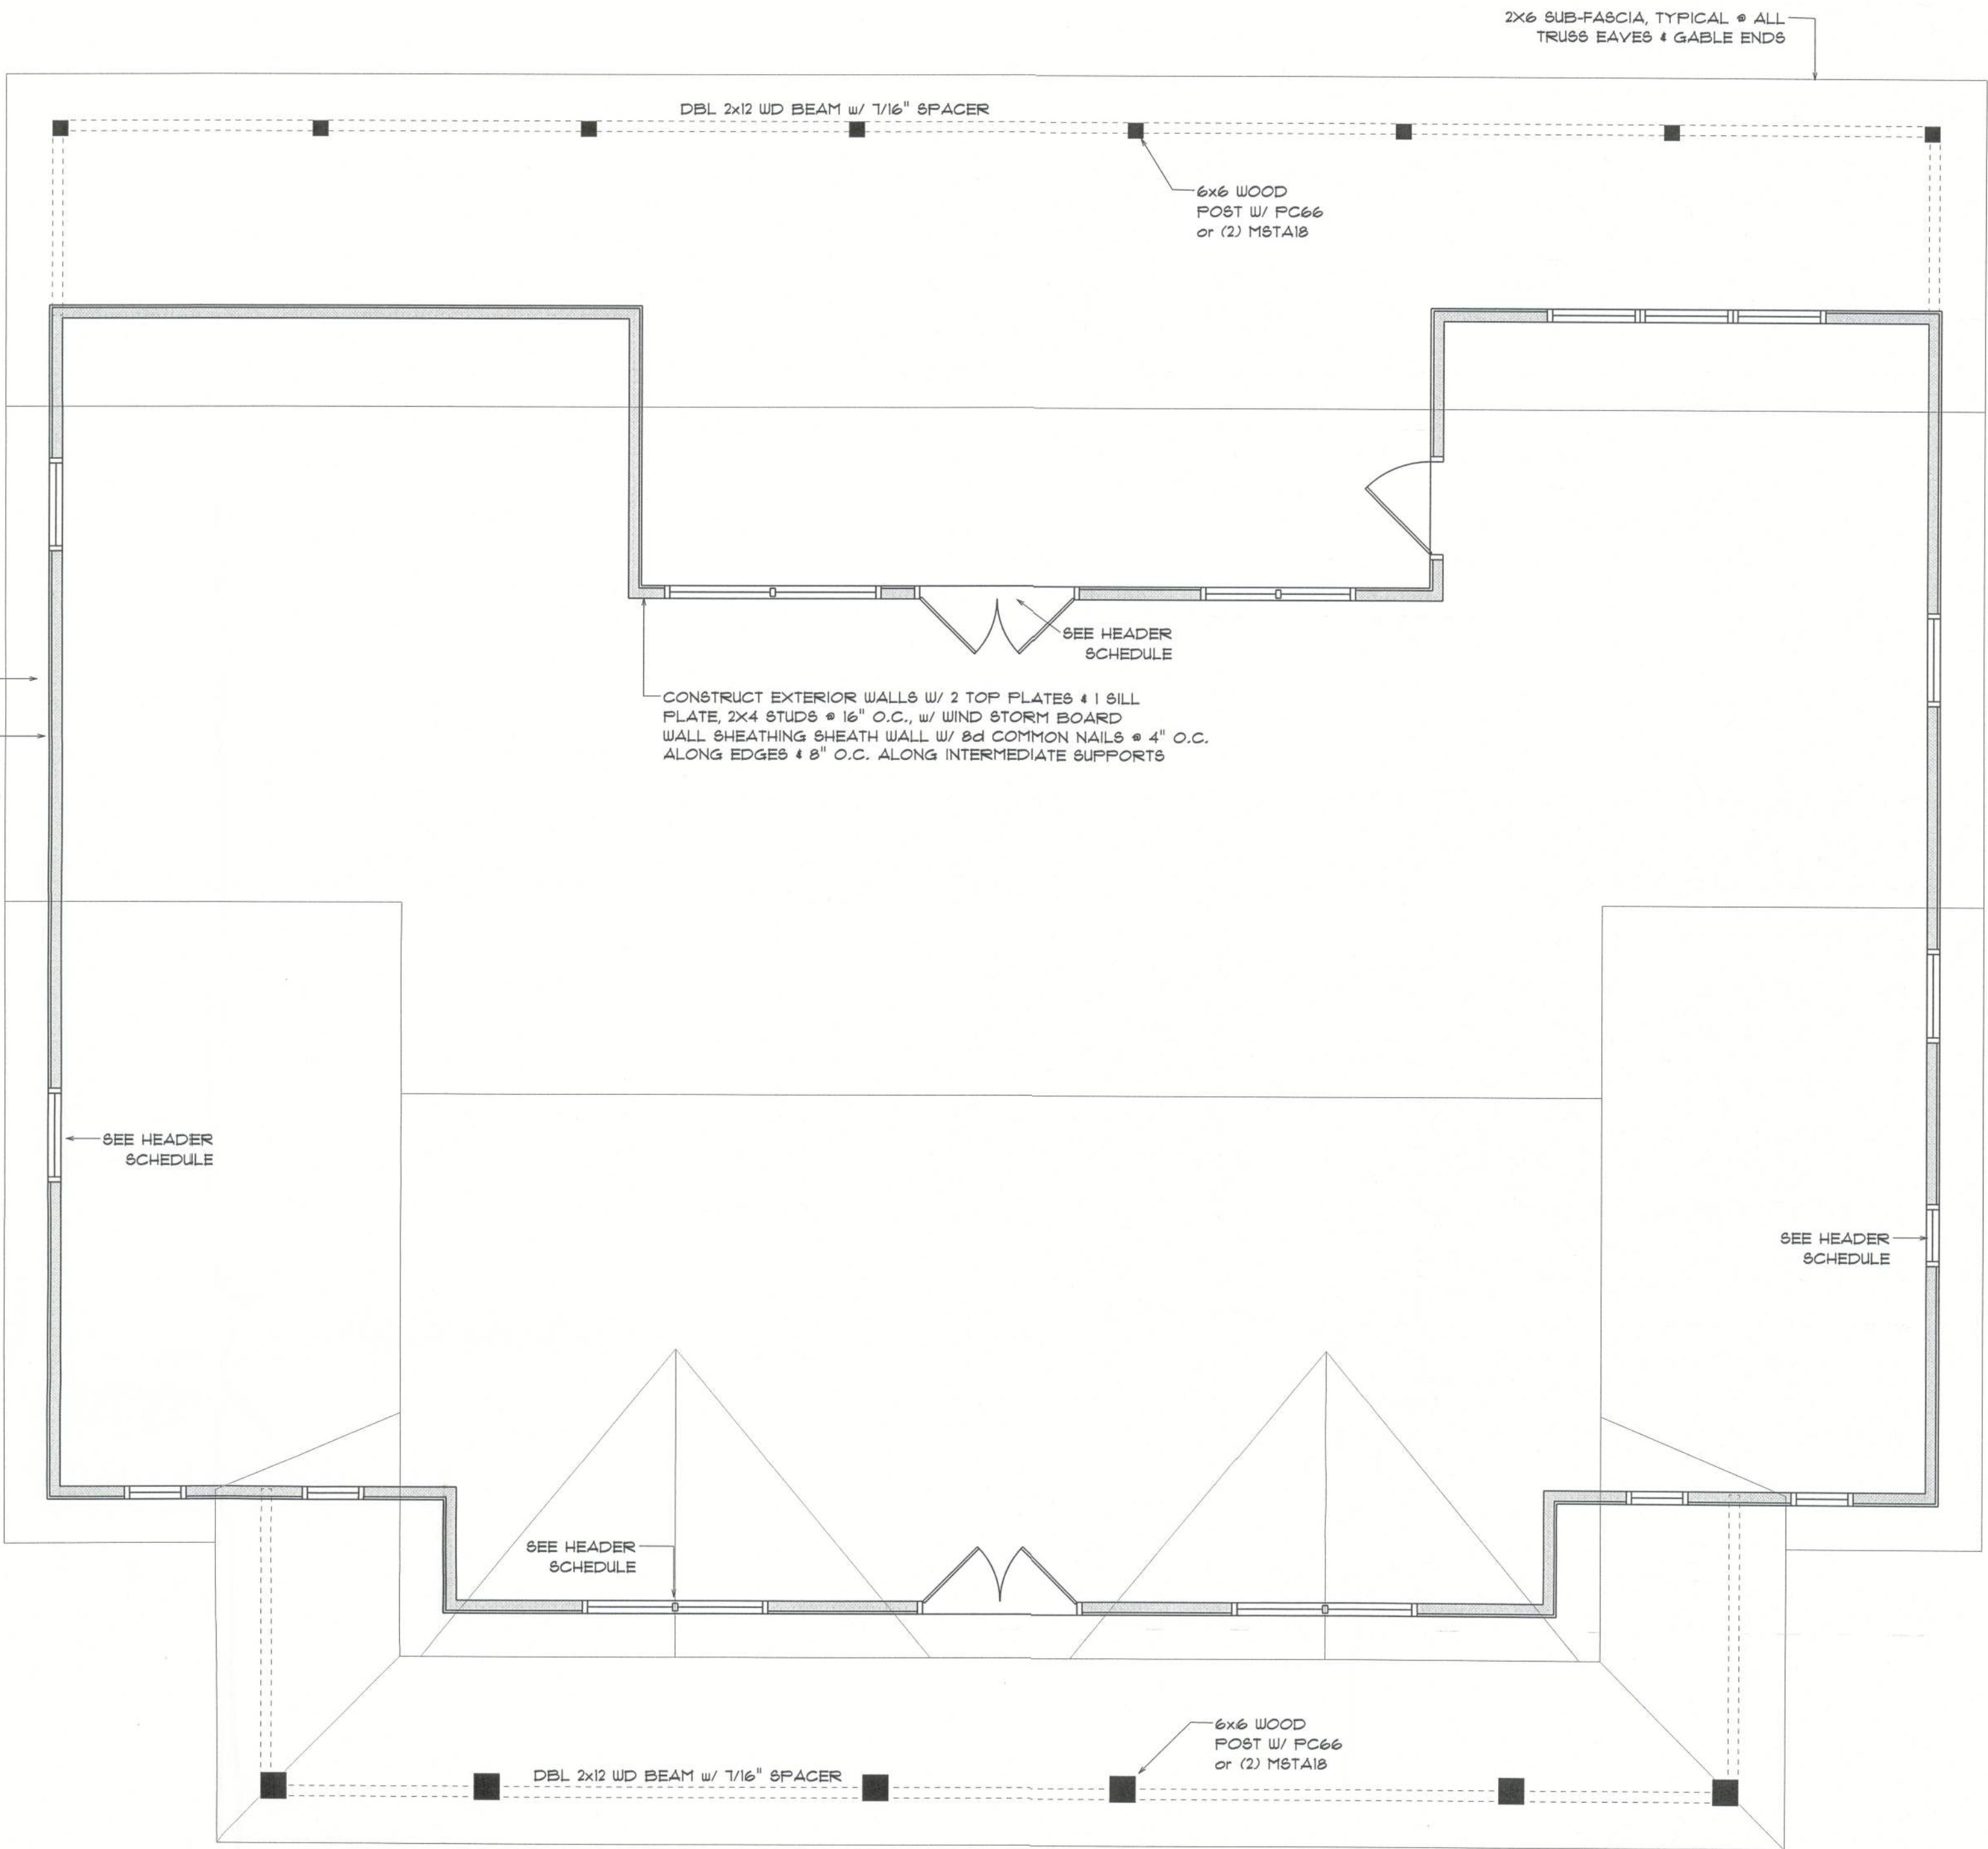 2X6 SUB-FASCIA, TYPICAL @ ALL
TRUSS EAVES & GABLE ENDS
DBL 2x12 WD BEAM w/ 7/16" SPACER
6x6 WOOD
POST W/ PC66
or (2) MSTA18
SEE HEADER
SCHEDULE
CONSTRUCT EXTERIOR WALLS W/ 2 TOP PLATES & 1 SILL
PLATE, 2X4 STUDS @ 16" O.C., w/ WIND STORM BOARD
WALL SHEATHING SHEATH WALL W/ 8d COMMON NAILS @ 4" O.C.
ALONG EDGES & 8" O.C. ALONG INTERMEDIATE SUPPORTS
SEE HEADER
SCHEDULE
SEE HEADER
SCHEDULE
SEE HEADER
SCHEDULE
6x6 WOOD
POST W/ PC66
or (2) MSTA18
DBL 2x12 WD BEAM w/ 7/16" SPACER